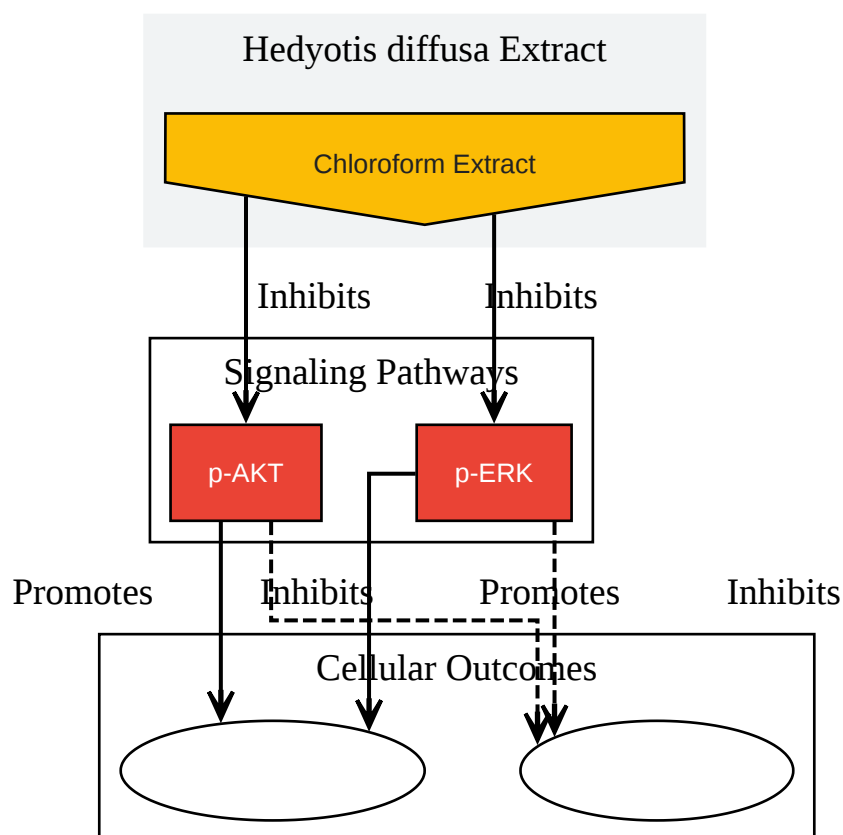 Hedyotis diffusa Extract
Chloroform Extract
Inhibits Inhibits
Signaling Pathways
p-AKT p-ERK
Promotes Inhibits Promotes Inhibits
Cellular Outcomes